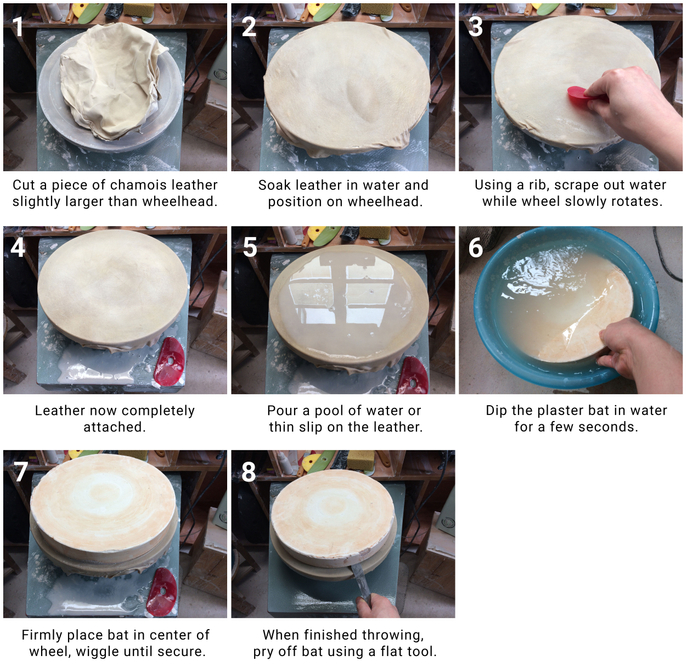 1
Cut a piece of chamois leather
slightly larger than wheelhead.
2
Soak leather in water and
position on wheelhead.
3
Using a rib, scrape out water
while wheel slowly rotates.
4
Leather now completely
attached.
5
Pour a pool of water or
thin slip on the leather.
6
Dip the plaster bat in water
for a few seconds.
7
Firmly place bat in center of
wheel, wiggle until secure.
8
When finished throwing,
pry off bat using a flat tool.